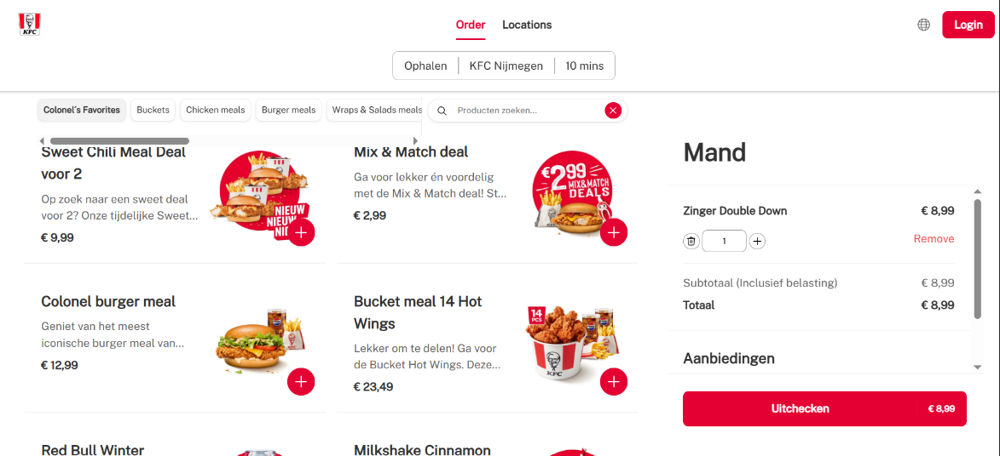 KFC
Order
Locations
Login
Ophalen
KFC Nijmegen
10 mins
Colonel´s Favorites
Buckets
Chicken meals
Burger meals
Wraps & Salads meals
Producten zoeken...
Sweet Chili Meal Deal
voor 2
Op zoek naar een sweet deal
voor 2? Onze tijdelijke Sweet...
€ 9,99
NIEUW
NIEUW
Mix & Match deal
Ga voor lekker én voordelig
met de Mix & Match deal! St...
€ 2,99
€2,99
MIX&MATCH
DEALS
Colonel burger meal
Geniet van het meest
iconische burger meal van...
€ 12,99
Bucket meal 14 Hot
Wings
Lekker om te delen! Ga voor
de Bucket Hot Wings. Deze...
€ 23,49
14
PCS
KFC
Red Bull Winter
Milkshake Cinnamon
Mand
Zinger Double Down
€ 8,99
1
Remove
Subtotaal (Inclusief belasting)
€ 8,99
Totaal
€ 8,99
Aanbiedingen
Uitchecken
€ 8,99